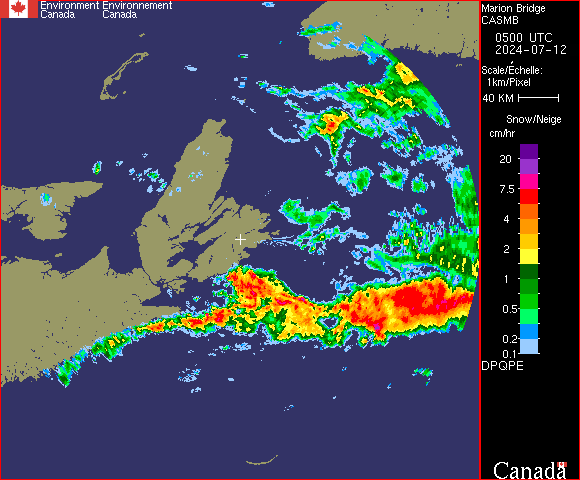 Environment Environnement
Canada Canada
Marion Bridge
CASMB
0500 UTC
2024-07-12
Scale/Echelle:
1km/Pixel
40 KM
Snow/Neige
cm/hr
20
7.5
4
2
1
0.5
0.2
0.1
DPQPE
Canada